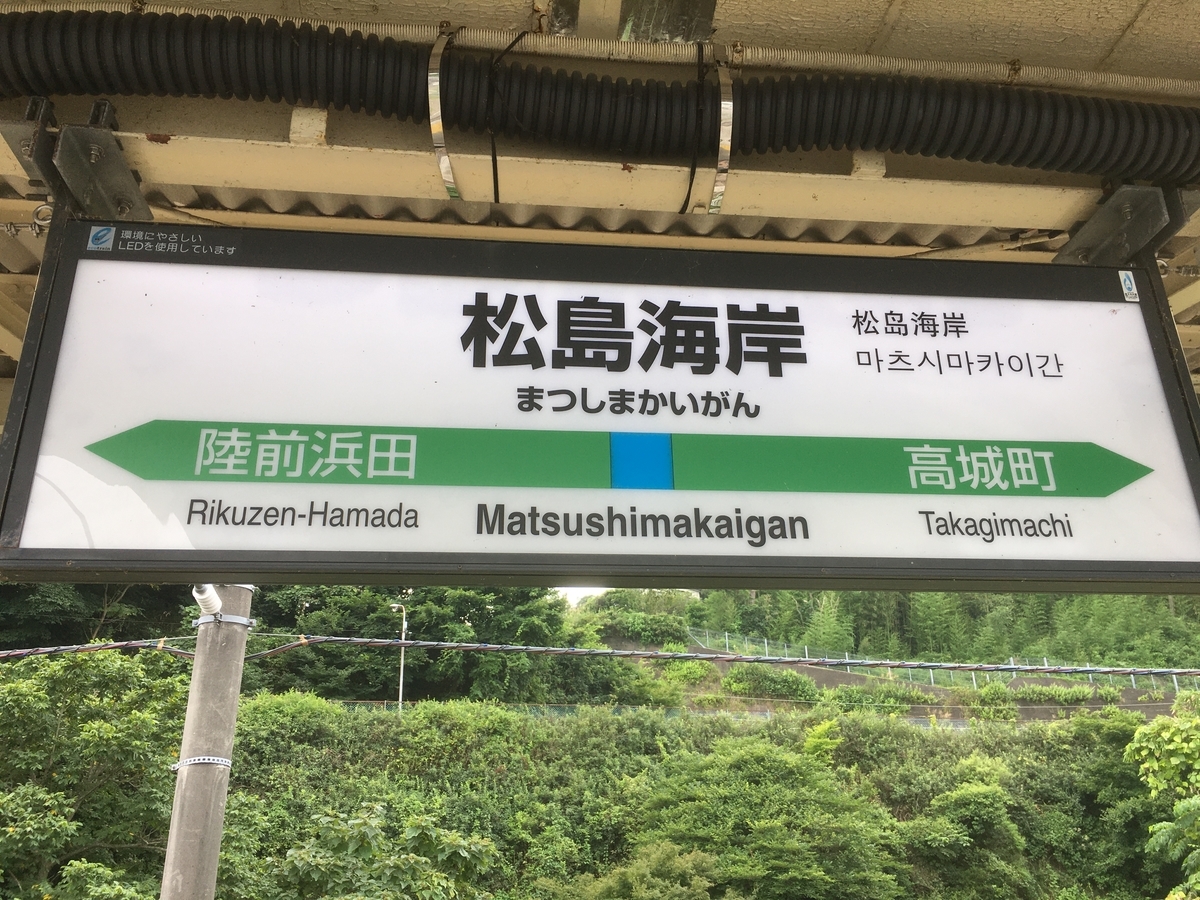 環境にやさしい
LEDを使用しています
松島海岸
松岛海岸
마츠시마카이간
まつしまかいがん
陸前浜田
高城町
Rikuzen-Hamada
Matsushimakaigan
Takagimachi